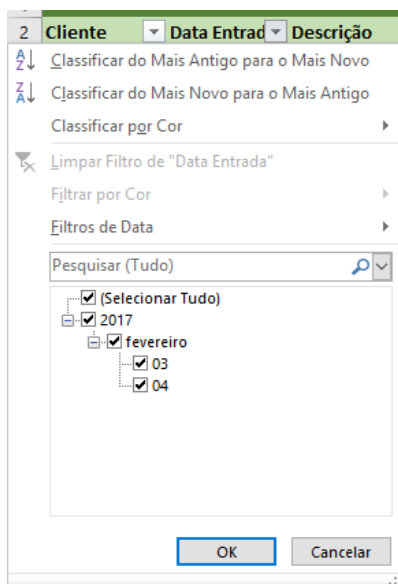 2 Cliente Data Entrad Descrição
Classificar do Mais Antigo para o Mais Novo
Classificar do Mais Novo para o Mais Antigo
Classificar por Cor
Limpar Filtro de "Data Entrada"
Filtrar por Cor
Filtros de Data
Pesquisar (Tudo)
(Selecionar Tudo)
2017
fevereiro
03
04
OK Cancelar